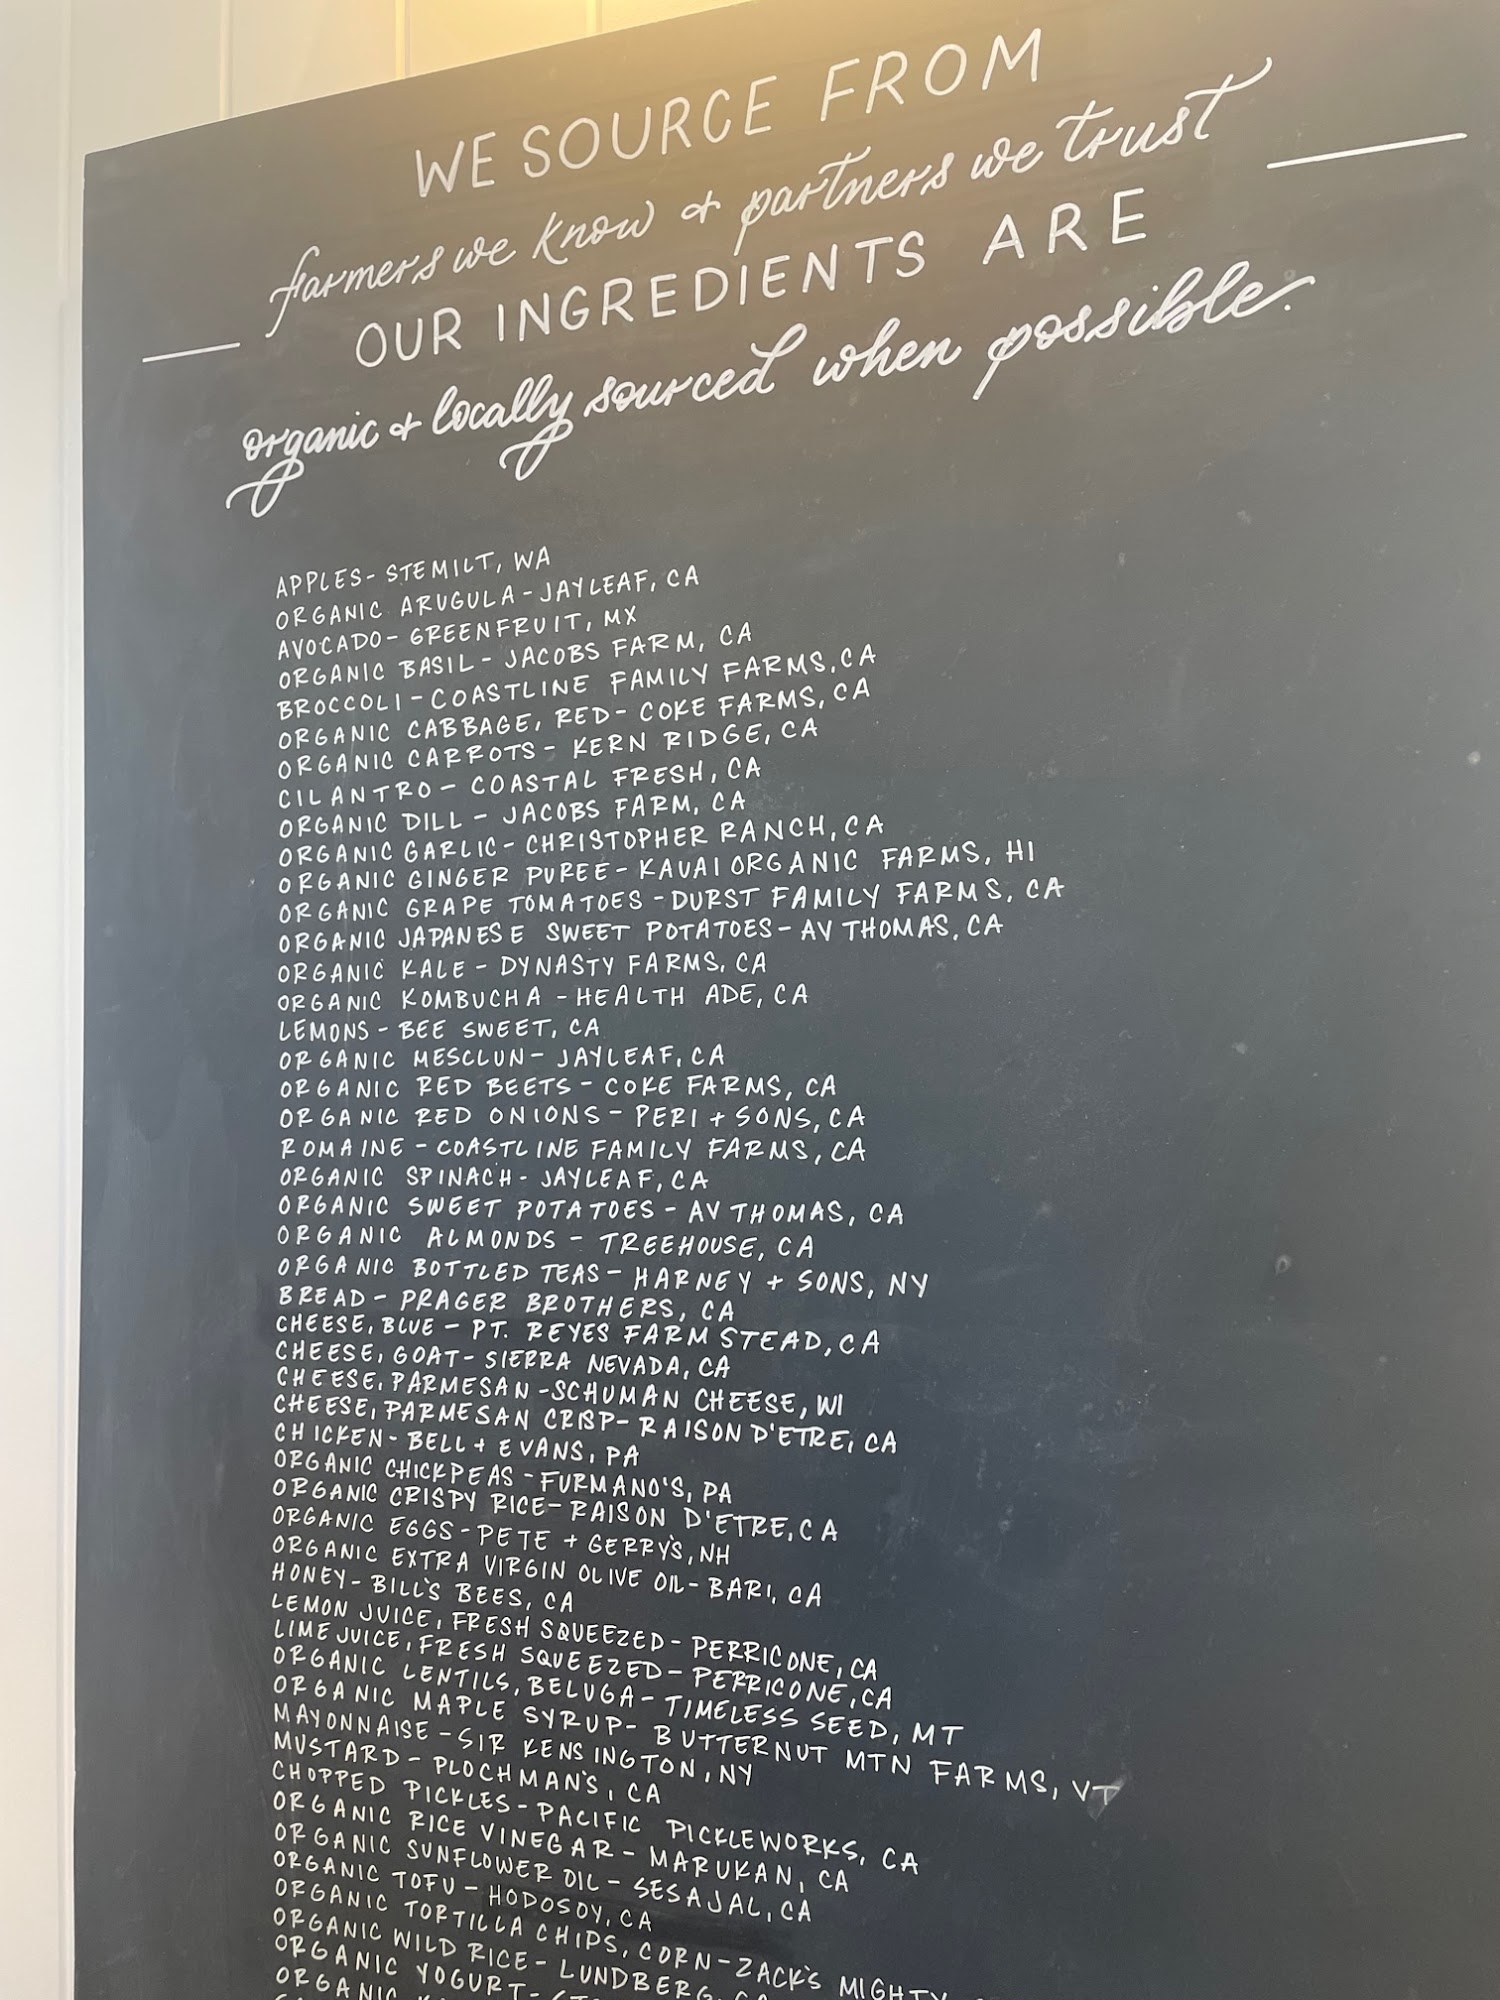 WE SOURCE FROM
farmers we know & partners we trust
OUR INGREDIENTS ARE
organic & locally sourced when possible.
APPLES- STEMILT, WA
ORGANIC ARUGULA - JAYLEAF, CA
AVOCADO- GREENFRUIT, MX
ORGANIC BASIL - JACOBS FARM, CA
BROCCOLI - COASTLINE FAMILY FARMS, CA
ORGANIC CABBAGE, RED- COKE FARMS, CA
ORGANIC CARROTS - KERN RIDGE, CA
CILANTRO - COASTAL FRESH, CA
ORGANIC DILL - JACOBS FARM, CA
ORGANIC GARLIC- CHRISTOPHER RANCH, CA
ORGANIC GINGER PUREE- KAUAI ORGANIC FARMS, HI
ORGANIC GRAPE TOMATOES - DURST FAMILY FARMS, CA
ORGANIC JAPANESE SWEET POTATOES- AV THOMAS, CA
ORGANIC KALE - DYNASTY FARMS, CA
ORGANIC KOMBUCHA - HEALTH ADE, CA
LEMONS - BEE SWEET, CA
ORGANIC MESCLUN- JAYLEAF, CA
ORGANIC RED BEETS - COKE FARMS, CA
ORGANIC RED ONIONS - PERI + SONS, CA
ROMAINE - COASTLINE FAMILY FARMS, CA
ORGANIC SPINACH- JAYLEAF, CA
ORGANIC SWEET POTATOES - AV THOMAS, CA
ORGANIC ALMONDS - TREEHOUSE, CA
ORGANIC BOTTLED TEAS - HARNEY + SONS, NY
BREAD - PRAGER BROTHERS, CA
CHEESE, BLUE - PT. REYES FARMSTEAD, CA
CHEESE, GOAT- SIERRA NEVADA, CA
CHEESE, PARMESAN - SCHUMAN CHEESE, WI
CHEESE, PARMESAN CRISP- RAISON D'ETRE, CA
CHICKEN- BELL + EVANS, PA
ORGANIC CHICKPEAS - FURMANO'S, PA
ORGANIC CRISPY RICE- RAISON D'ETRE, CA
ORGANIC EGGS - PETE + GERRY'S, NH
ORGANIC EXTRA VIRGIN OLIVE OIL- BARI, CA
HONEY- BILL'S BEES, CA
LEMON JUICE, FRESH SQUEEZED- PERRICONE, CA
LIME JUICE, FRESH SQUEEZED- PERRICONE, CA
ORGANIC LENTILS, BELUGA- TIMELESS SEED, MT
ORGANIC MAPLE SYRUP- BUTTERNUT MTN FARMS, VT
MAYONNAISE - SIR KENSINGTON, NY
MUSTARD - PLOCHMAN'S, CA
CHOPPED PICKLES - PACIFIC PICKLEWORKS, CA
ORGANIC RICE VINEGAR - MARUKAN, CA
ORGANIC SUNFLOWER OIL - SESAJAL, CA
ORGANIC TOFU - HODOSOY, CA
ORGANIC TORTILLA CHIPS, CORN- ZACK'S MIGHTY
ORGANIC WILD RICE- LUNDBERG,
ORGANIC YOGURT-
ORGANIC